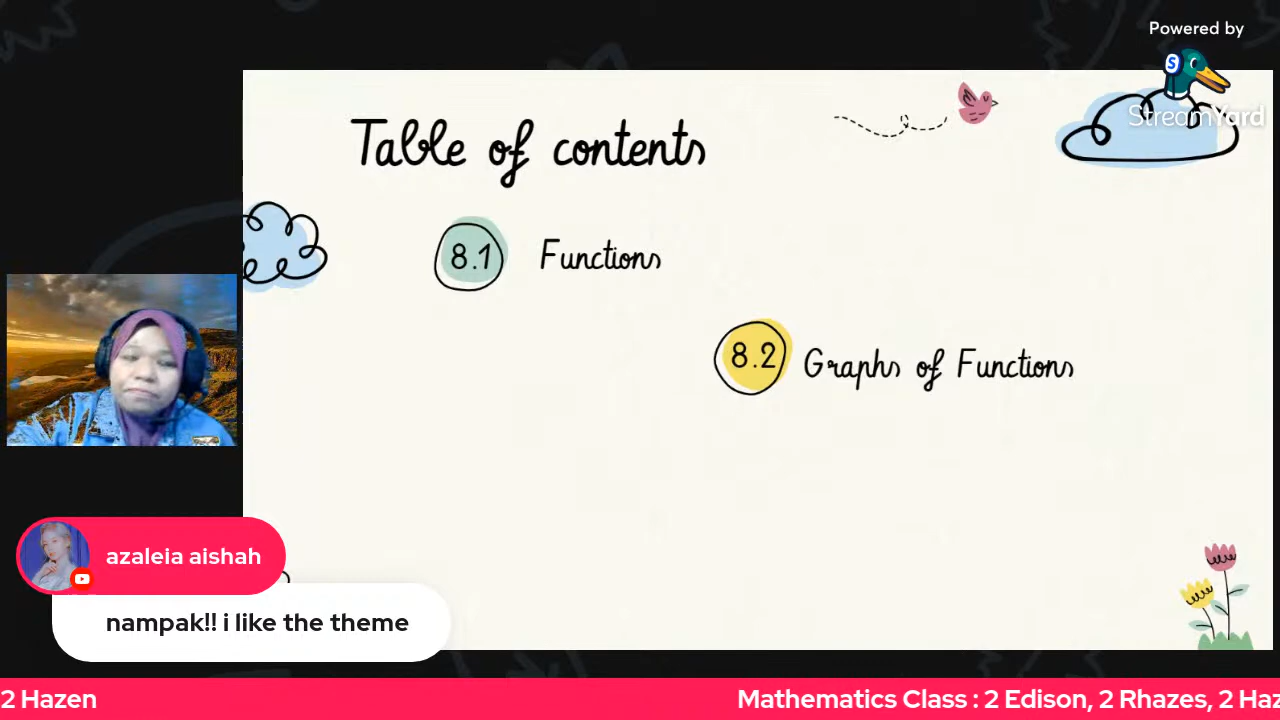 Powered by
StreamYard
Table of contents
8.1 Functions
8.2 Graphs of Functions
azaleia aishah
nampak!! i like the theme
2 Hazen
Mathematics Class : 2 Edison, 2 Rhazes, 2 Haz